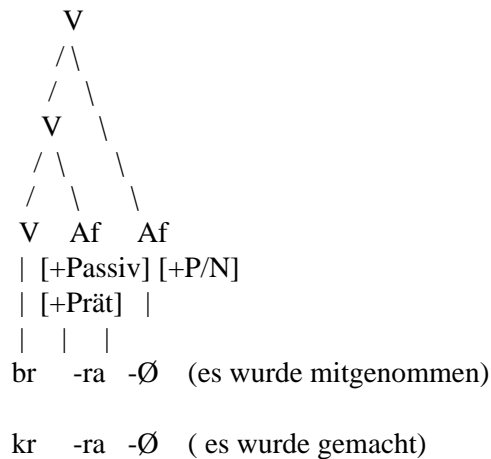 V
/ \
/ \
/ \
V \
/ \ \
/ \ \
V Af Af
| [+Passiv] [+P/N]
| [+Prät] |
| | |
br -ra -Ø (es wurde mitgenommen)
kr -ra -Ø ( es wurde gemacht)